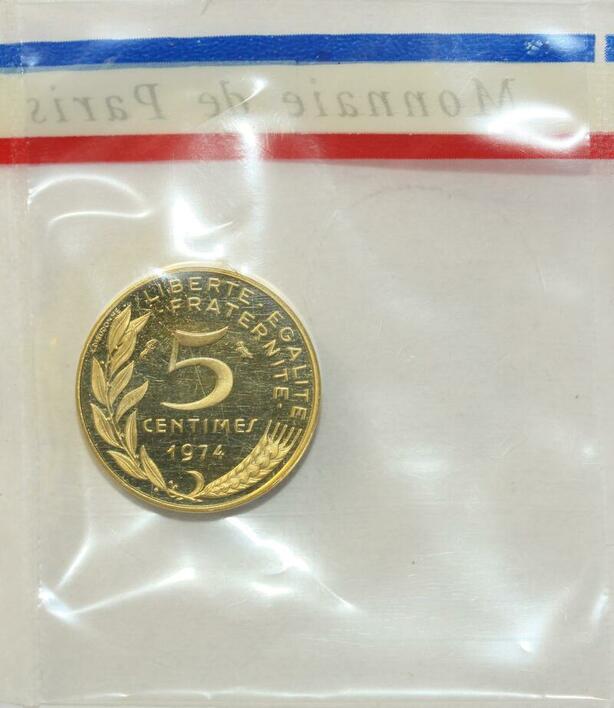 Monnaie de Paris
LIBERTE·EGALITE
·FRATERNITE·
5
CENTIMES
1974